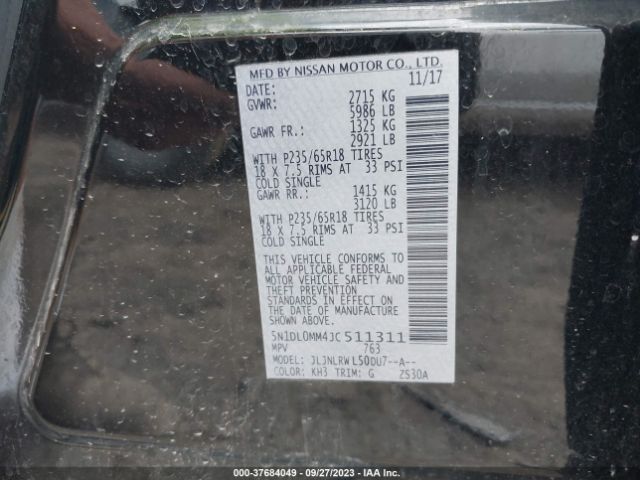 MFD BY NISSAN MOTOR CO., LTD.
DATE: 11/17
GVWR: 2715 KG
5986 LB
GAWR FR.: 1325 KG
2921 LB
WITH P235/65R18 TIRES
18 X 7.5 RIMS AT 33 PSI
COLD SINGLE
GAWR RR.: 1415 KG
3120 LB
WITH P235/65R18 TIRES
18 X 7.5 RIMS AT 33 PSI
COLD SINGLE
THIS VEHICLE CONFORMS TO
ALL APPLICABLE FEDERAL
MOTOR VEHICLE SAFETY AND
THEFT PREVENTION
STANDARDS IN EFFECT ON
THE DATE OF MANUFACTURE
SHOWN ABOVE.
5N1DL0MM4JC511311
MPV 763
MODEL: JLJNLRWL50DU7--A--
COLOR: KH3 TRIM: G ZS30A
000-37684049 - 09/27/2023 - IAA Inc.